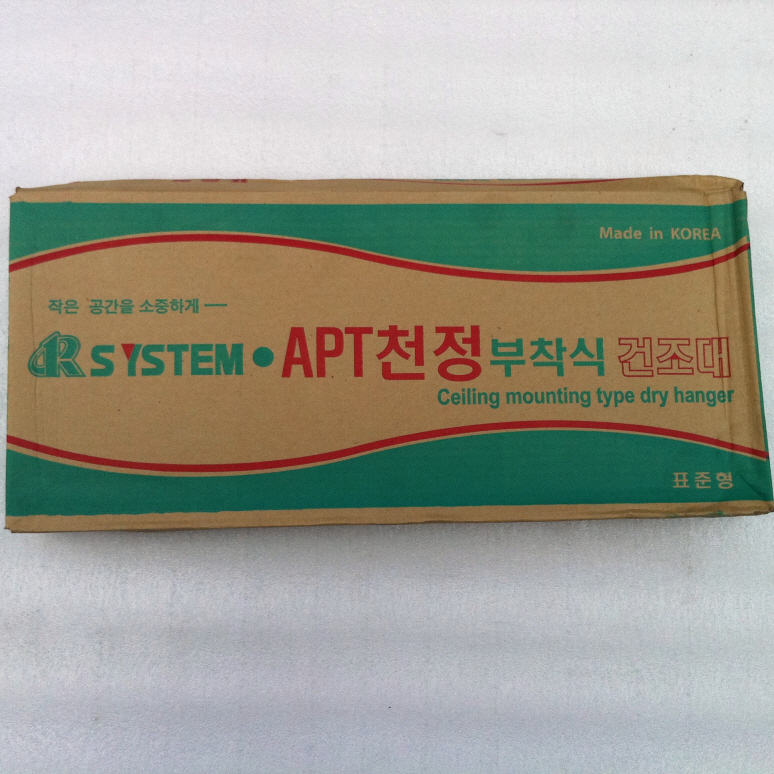 Made in KOREA
작은 공간을 소중하게
R SYSTEM • APT천정 부착식 건조대
Ceiling mounting type dry hanger
표준형